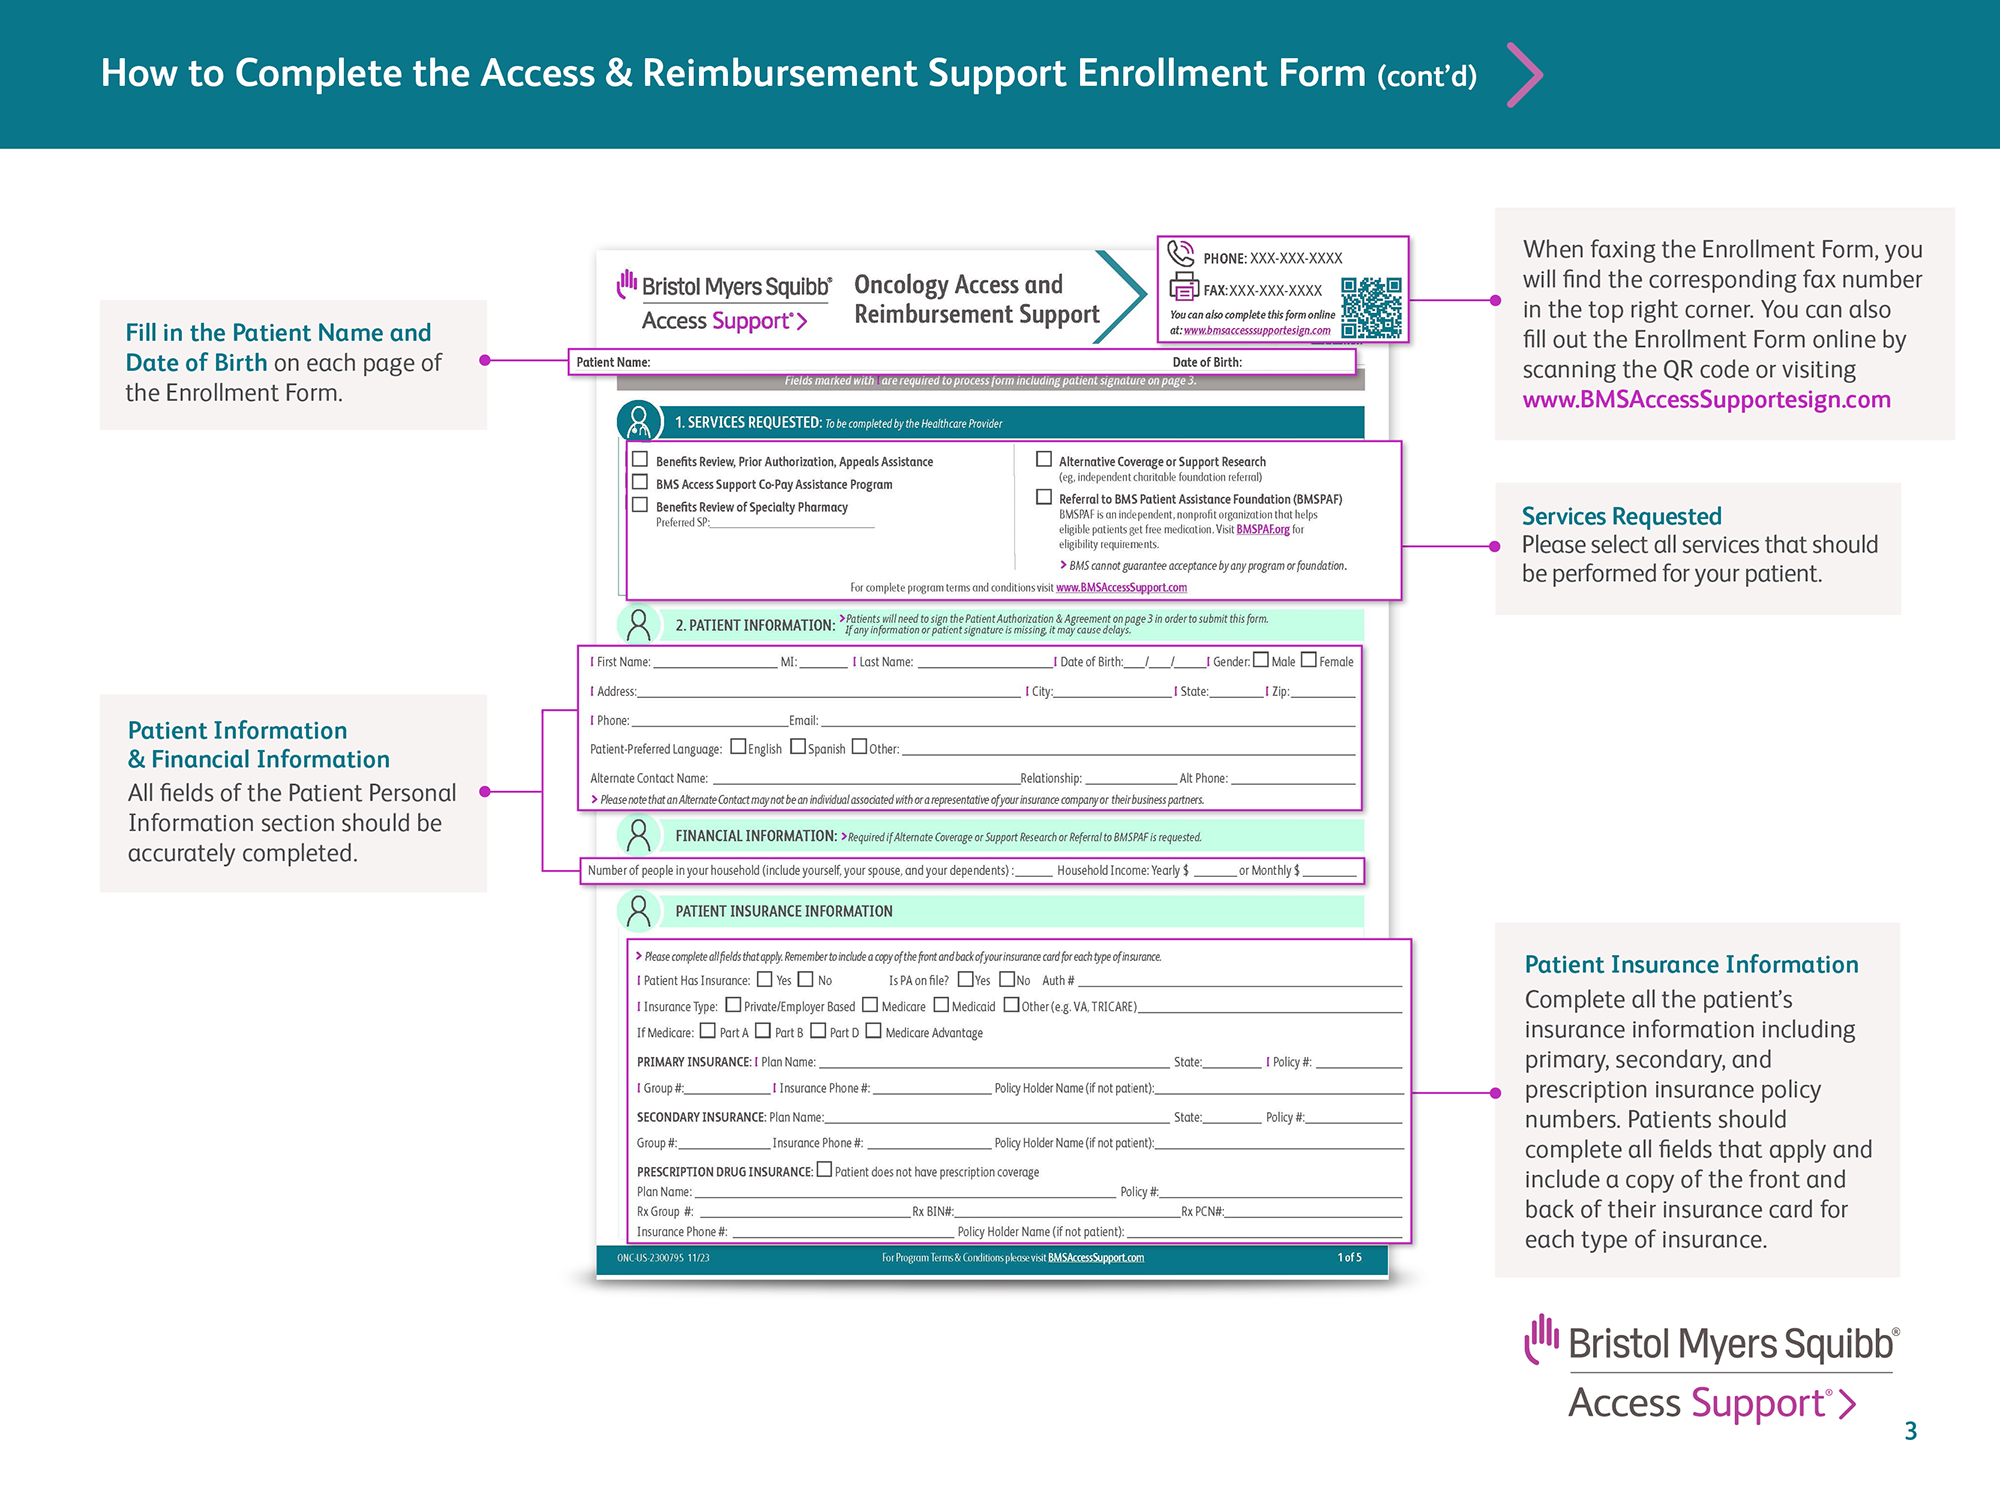 How to Complete the Access & Reimbursement Support Enrollment Form (cont’d)
Fill in the Patient Name and
Date of Birth on each page of
the Enrollment Form.
Patient Information
& Financial Information
All fields of the Patient Personal
Information section should be
accurately completed.
Bristol Myers Squibb®
Access Support®
Oncology Access and
Reimbursement Support
PHONE: XXX-XXX-XXXX
FAX:XXX-XXX-XXXX
You can also complete this form online
at: www.bmsaccesssupportesign.com
Patient Name: Date of Birth:
Fields marked with [ are required to process form including patient signature on page 3.
1. SERVICES REQUESTED: To be completed by the Healthcare Provider
Benefits Review, Prior Authorization, Appeals Assistance
BMS Access Support Co-Pay Assistance Program
Benefits Review of Specialty Pharmacy
Preferred SP:
Alternative Coverage or Support Research
(eg, independent charitable foundation referral)
Referral to BMS Patient Assistance Foundation (BMSPAF)
BMSPAF is an independent, nonprofit organization that helps
eligible patients get free medication. Visit BMSPAF.org for
eligibility requirements.
BMS cannot guarantee acceptance by any program or foundation.
For complete program terms and conditions visit www.BMSAccessSupport.com
2. PATIENT INFORMATION: Patients will need to sign the Patient Authorization & Agreement on page 3 in order to submit this form.
If any information or patient signature is missing, it may cause delays.
[ First Name: MI: [ Last Name: [ Date of Birth: / / [ Gender: Male Female
[ Address: [ City: [ State: [ Zip:
[ Phone: Email:
Patient-Preferred Language: English Spanish Other:
Alternate Contact Name: Relationship: Alt Phone:
Please note that an Alternate Contact may not be an individual associated with or a representative of your insurance company or their business partners.
FINANCIAL INFORMATION: Required if Alternate Coverage or Support Research or Referral to BMSPAF is requested.
Number of people in your household (include yourself, your spouse, and your dependents) : Household Income: Yearly $ or Monthly $
PATIENT INSURANCE INFORMATION
Please complete all fields that apply. Remember to include a copy of the front and back of your insurance card for each type of insurance.
[ Patient Has Insurance: Yes No Is PA on file? Yes No Auth #
[ Insurance Type: Private/Employer Based Medicare Medicaid Other (e.g. VA, TRICARE)
If Medicare: Part A Part B Part D Medicare Advantage
PRIMARY INSURANCE: [ Plan Name: State: [ Policy #:
[ Group #: [ Insurance Phone #: Policy Holder Name (if not patient):
SECONDARY INSURANCE: Plan Name: State: Policy #:
Group #: Insurance Phone #: Policy Holder Name (if not patient):
PRESCRIPTION DRUG INSURANCE: Patient does not have prescription coverage
Plan Name: Policy #:
Rx Group #: Rx BIN#: Rx PCN#:
Insurance Phone #: Policy Holder Name (if not patient):
ONC-US-2300795 11/23 For Program Terms & Conditions please visit BMSAccessSupport.com 1 of 5
When faxing the Enrollment Form, you
will find the corresponding fax number
in the top right corner. You can also
fill out the Enrollment Form online by
scanning the QR code or visiting
www.BMSAccessSupportesign.com
Services Requested
Please select all services that should
be performed for your patient.
Patient Insurance Information
Complete all the patient’s
insurance information including
primary, secondary, and
prescription insurance policy
numbers. Patients should
complete all fields that apply and
include a copy of the front and
back of their insurance card for
each type of insurance.
Bristol Myers Squibb®
Access Support®
3